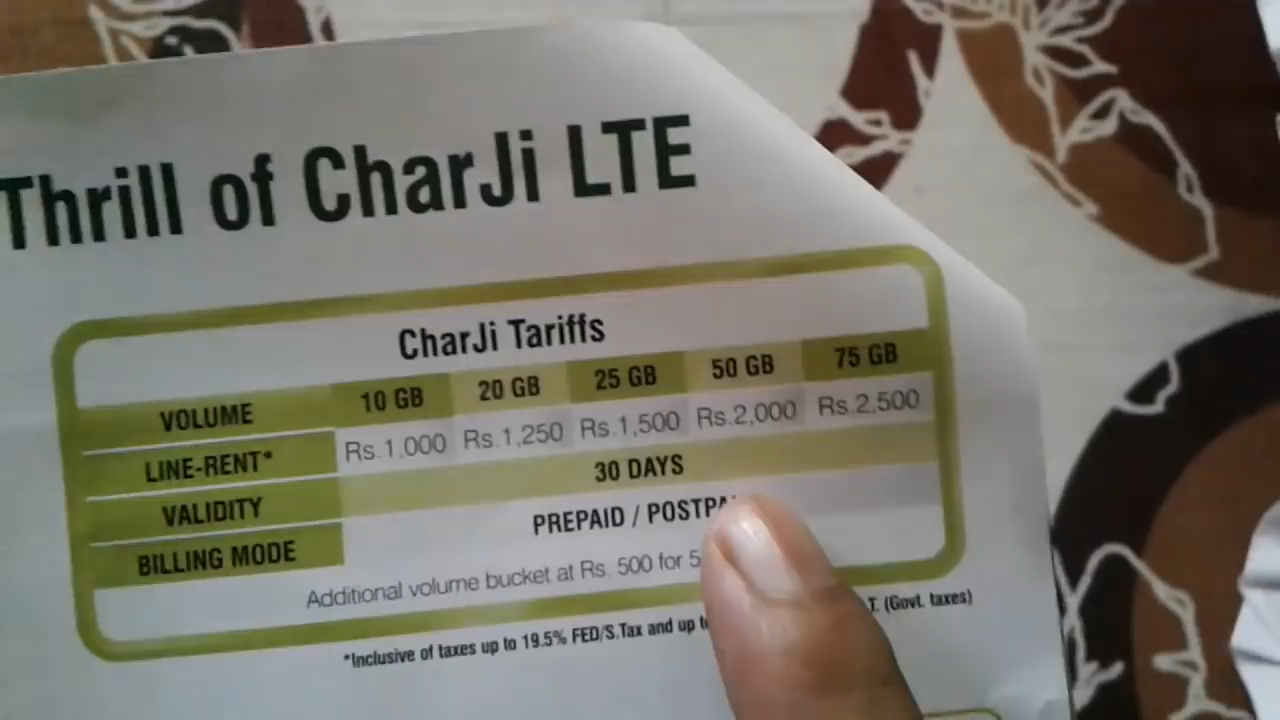 Thrill of CharJi LTE
CharJi Tariffs
VOLUME 10 GB 20 GB 25 GB 50 GB 75 GB
LINE-RENT* Rs.1,000 Rs.1,250 Rs.1,500 Rs.2,000 Rs.2,500
VALIDITY 30 DAYS
BILLING MODE PREPAID / POSTPA
Additional volume bucket at Rs. 500 for 5
*Inclusive of taxes up to 19.5% FED/S.Tax and up T. (Govt. taxes)